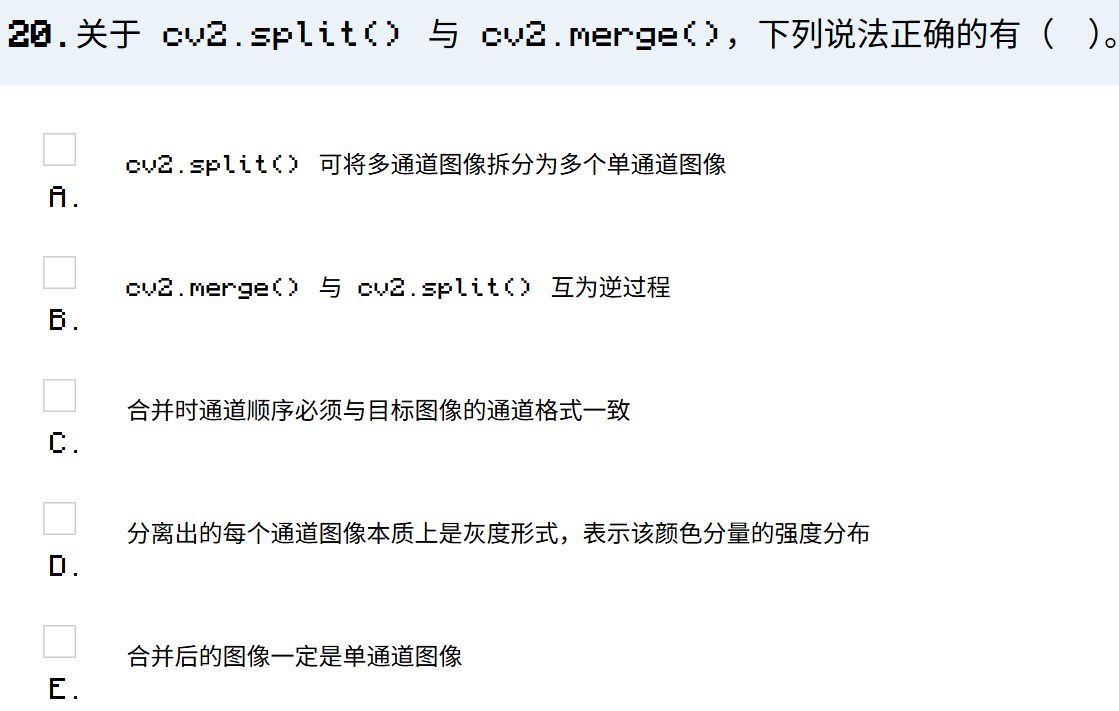 20.关于 cv2.split() 与 cv2.merge()，下列说法正确的有（ ）。
cv2.split() 可将多通道图像拆分为多个单通道图像
A.
cv2.merge() 与 cv2.split() 互为逆过程
B.
合并时通道顺序必须与目标图像的通道格式一致
C.
分离出的每个通道图像本质上是灰度形式，表示该颜色分量的强度分布
D.
合并后的图像一定是单通道图像
E.